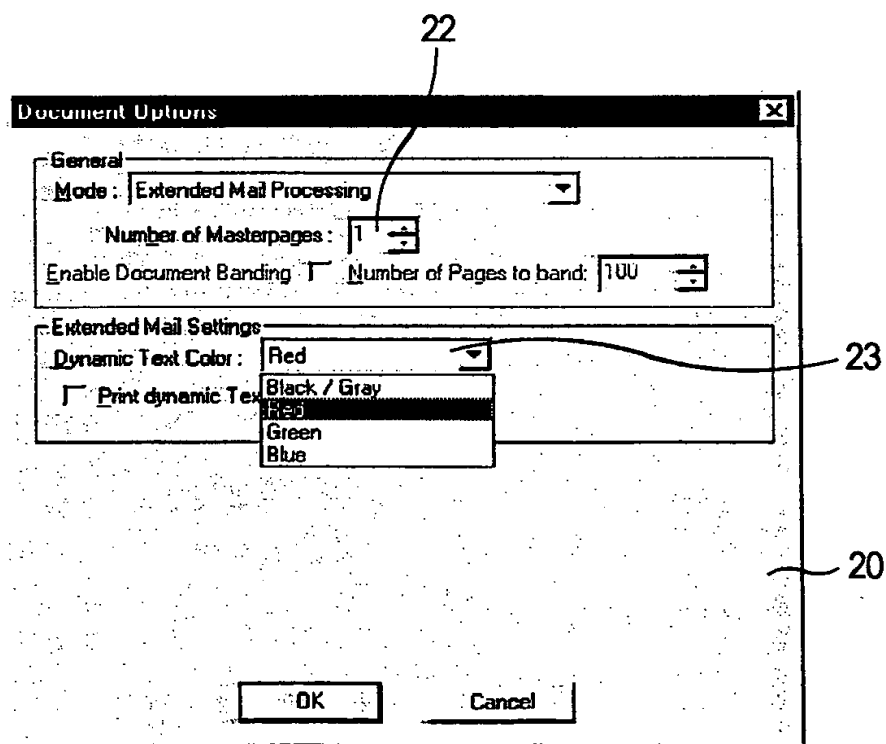 22
Document Options
General
Mode : Extended Mail Processing
Number of Masterpages : 1
Enable Document Banding Number of Pages to band: 100
Extended Mail Settings
Dynamic Text Color : Red
23
Print dynamic Tex
Black / Gray
Red
Green
Blue
20
OK Cancel